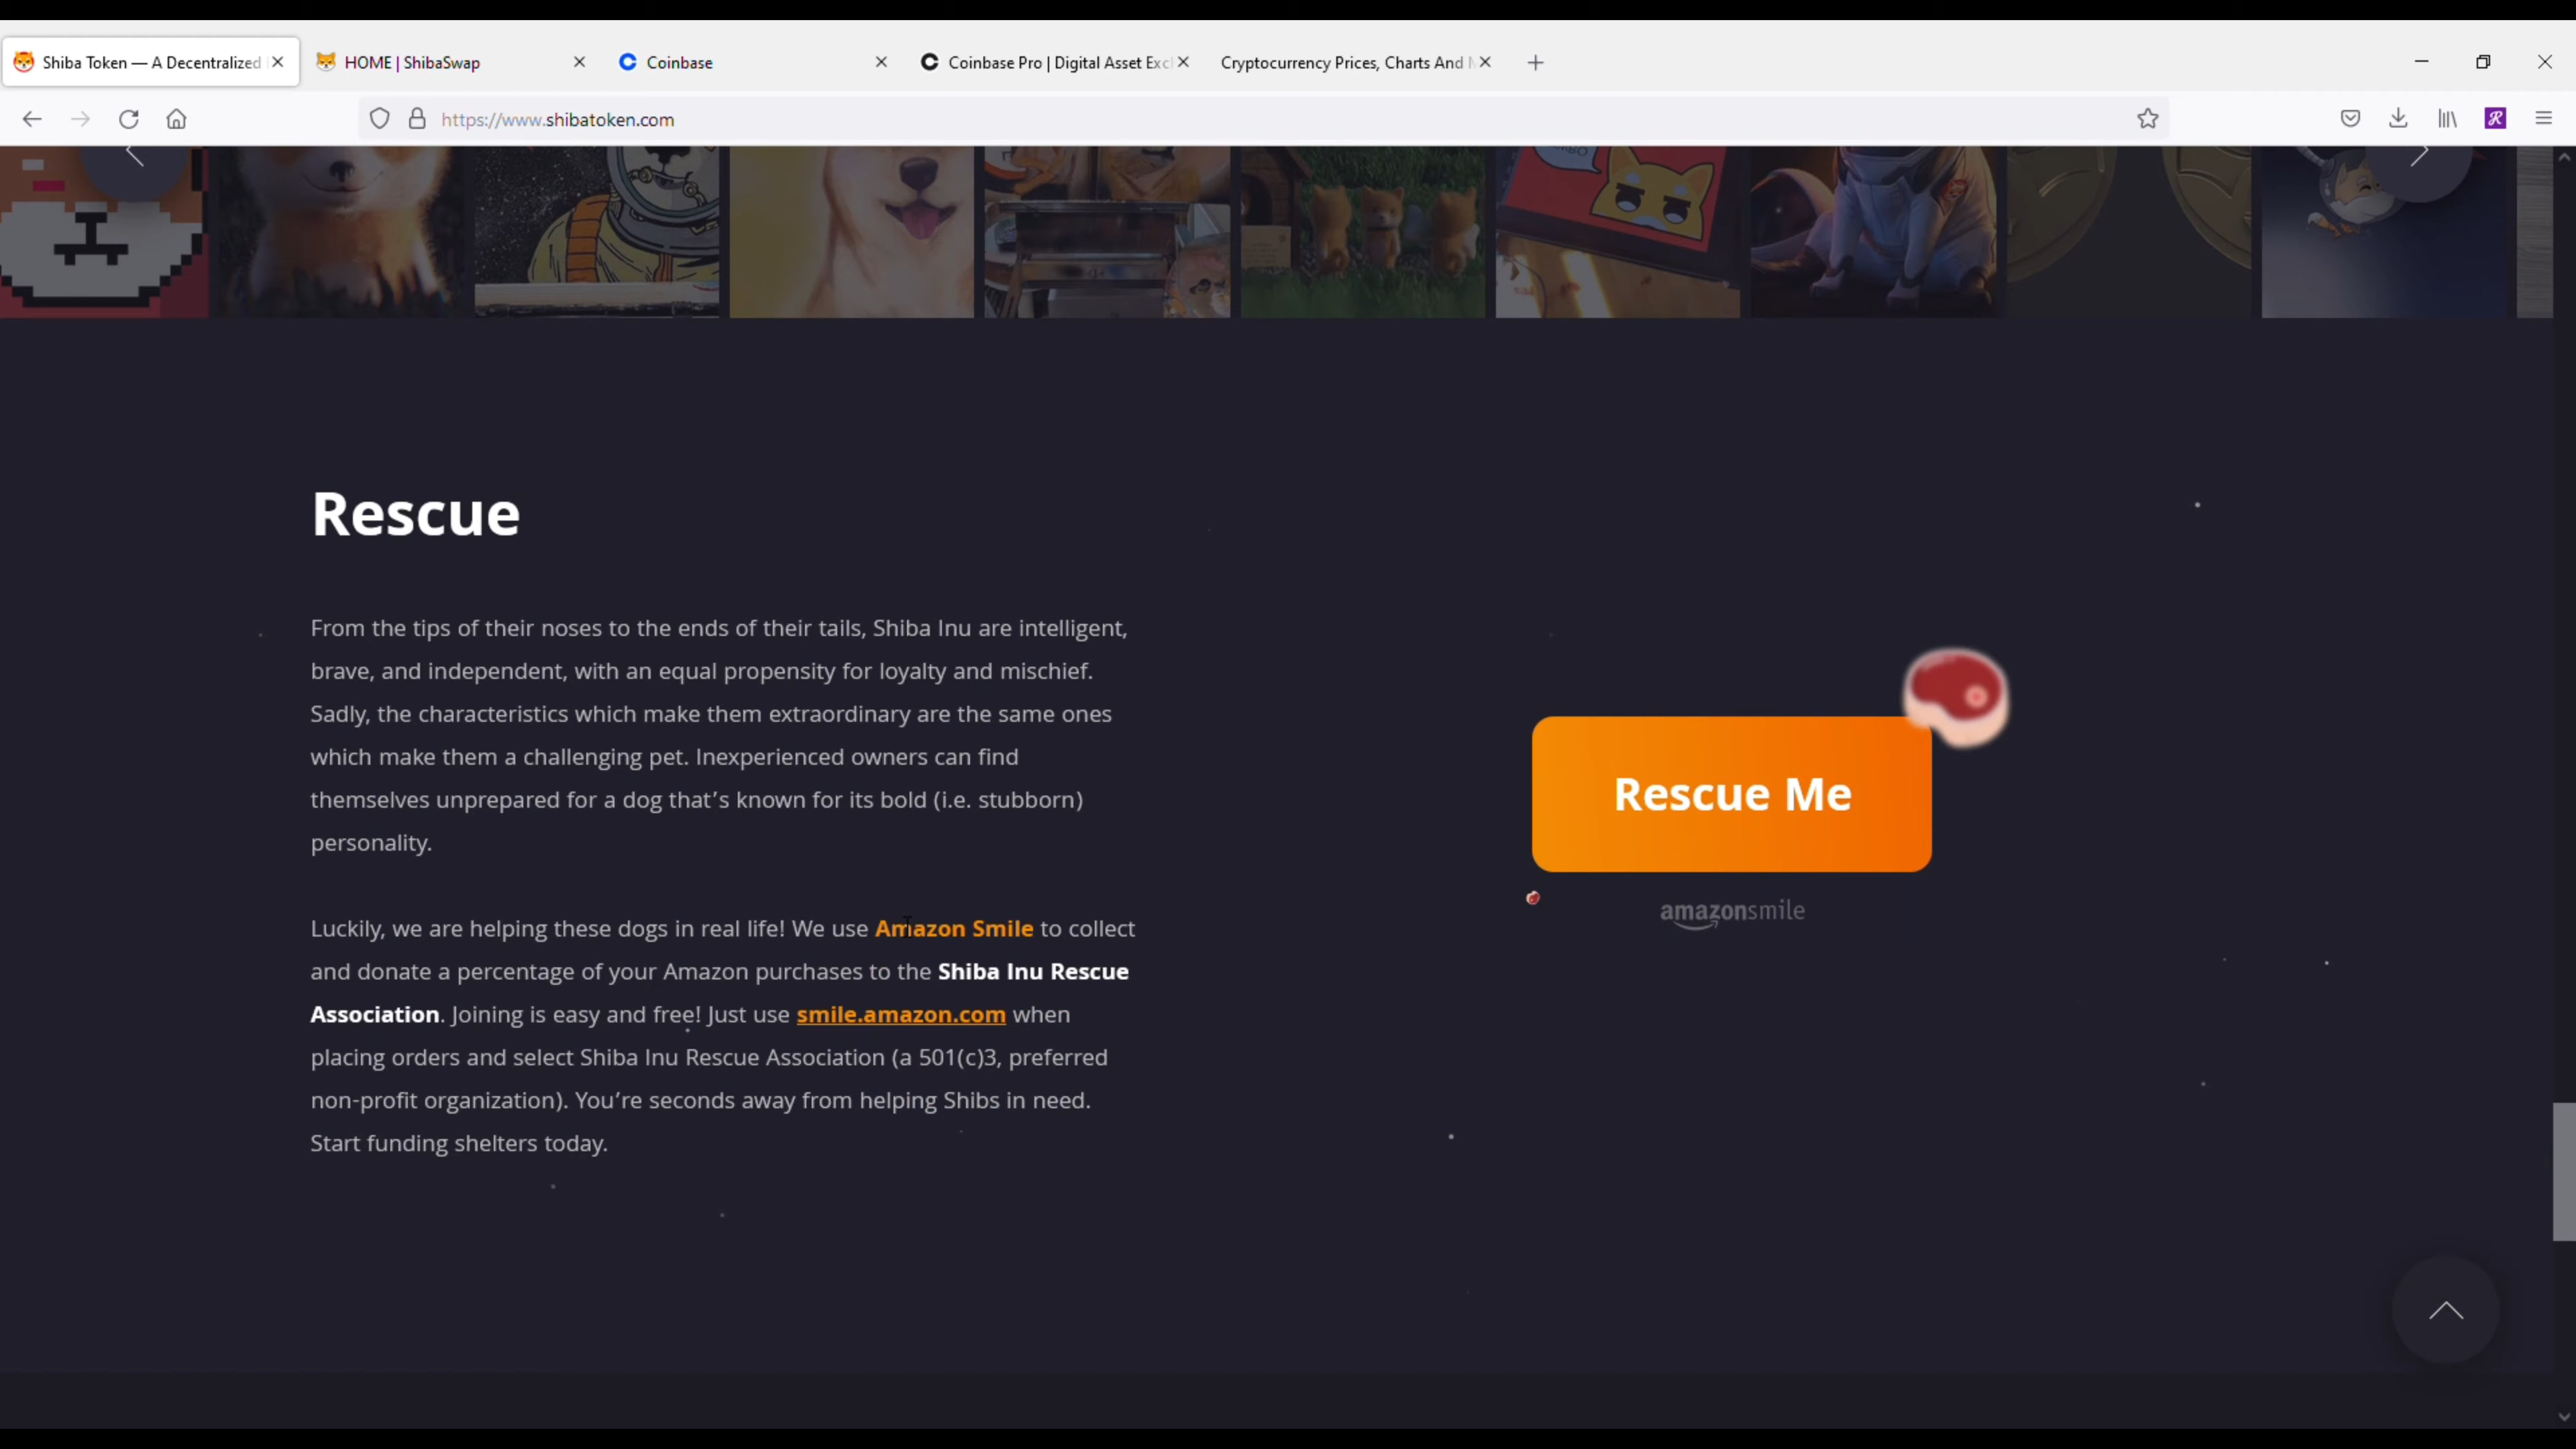 Shiba Token — A Decentralized
HOME | ShibaSwap
Coinbase
Coinbase Pro | Digital Asset Exc
Cryptocurrency Prices, Charts And
https://www.shibatoken.com
Rescue
From the tips of their noses to the ends of their tails, Shiba Inu are intelligent,
brave, and independent, with an equal propensity for loyalty and mischief.
Sadly, the characteristics which make them extraordinary are the same ones
which make them a challenging pet. Inexperienced owners can find
themselves unprepared for a dog that’s known for its bold (i.e. stubborn)
personality.
Luckily, we are helping these dogs in real life! We use Amazon Smile to collect
and donate a percentage of your Amazon purchases to the Shiba Inu Rescue
Association. Joining is easy and free! Just use smile.amazon.com when
placing orders and select Shiba Inu Rescue Association (a 501(c)3, preferred
non-profit organization). You’re seconds away from helping Shibs in need.
Start funding shelters today.
Rescue Me
amazonsmile